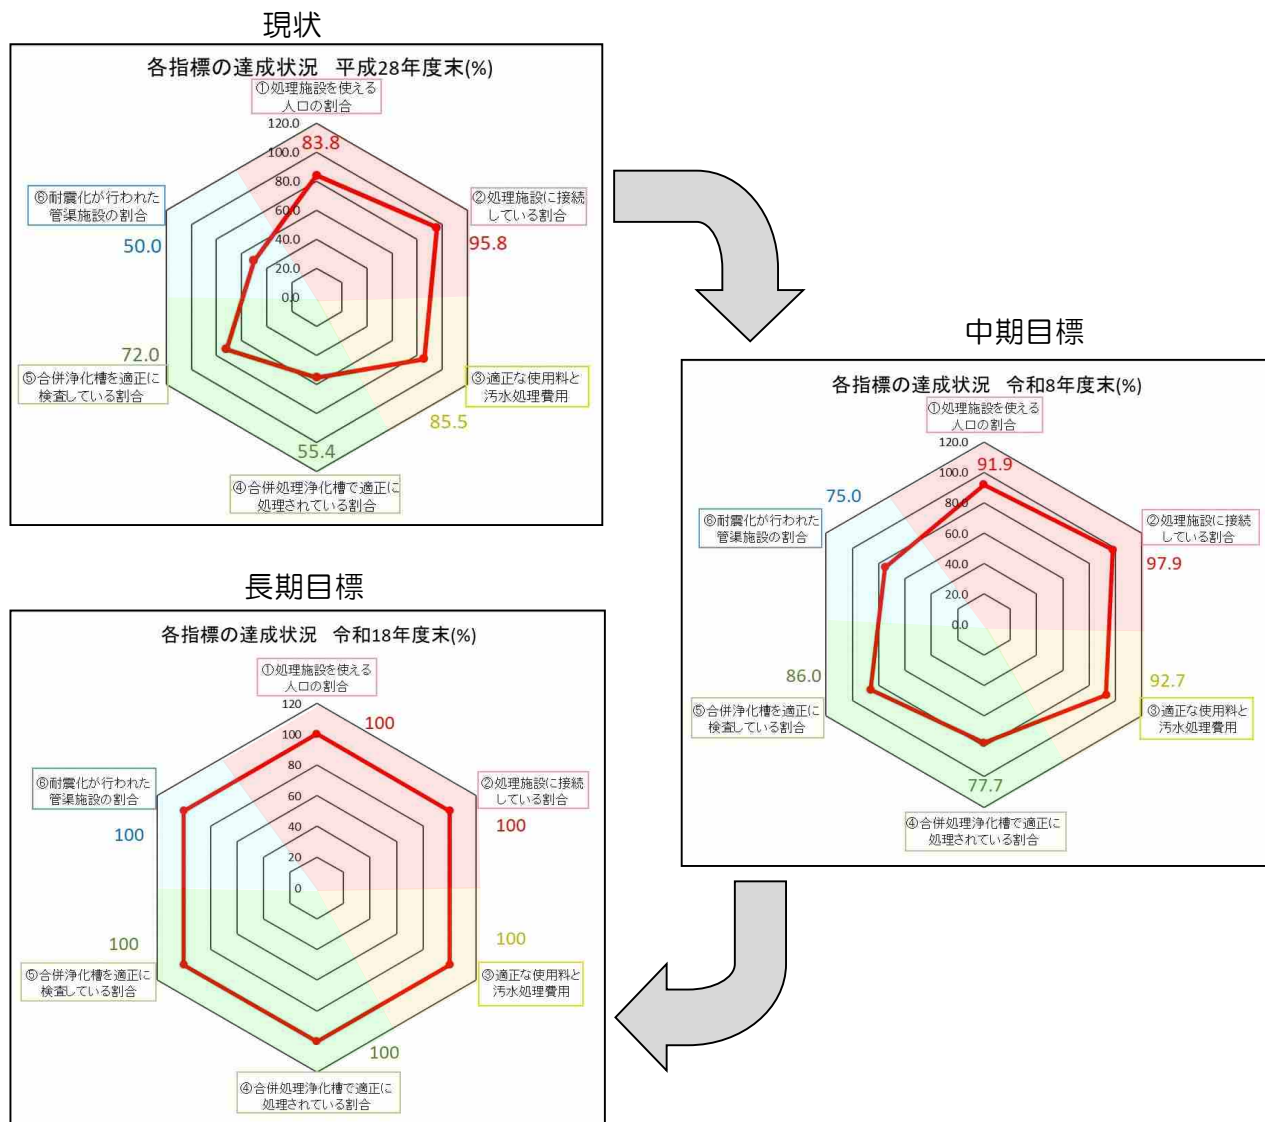 現状
各指標の達成状況　平成28年度末(%)
①処理施設を使える
人口の割合
120.0
100.0
80.0
60.0
40.0
20.0
0.0
83.8
②処理施設に接続
している割合
95.8
③適正な使用料と
汚水処理費用
85.5
55.4
④合併処理浄化槽で適正に
処理されている割合
72.0
⑤合併浄化槽を適正に
検査している割合
⑥耐震化が行われた
管渠施設の割合
50.0
中期目標
各指標の達成状況　令和8年度末(%)
①処理施設を使える
人口の割合
120.0
100.0
80.0
60.0
40.0
20.0
0.0
91.9
②処理施設に接続
している割合
97.9
92.7
③適正な使用料と
汚水処理費用
77.7
④合併処理浄化槽で適正に
処理されている割合
86.0
⑤合併浄化槽を適正に
検査している割合
75.0
⑥耐震化が行われた
管渠施設の割合
長期目標
各指標の達成状況　令和18年度末(%)
①処理施設を使える
人口の割合
120
100
80
60
40
20
0
100
②処理施設に接続
している割合
100
100
③適正な使用料と
汚水処理費用
100
④合併処理浄化槽で適正に
処理されている割合
100
⑤合併浄化槽を適正に
検査している割合
⑥耐震化が行われた
管渠施設の割合
100